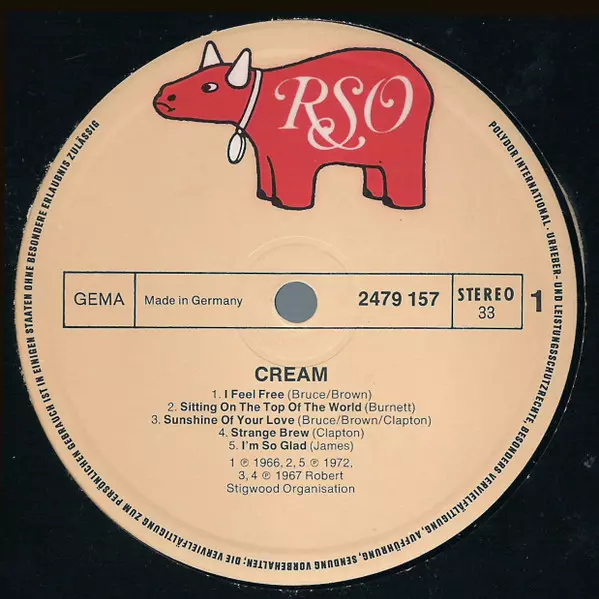 RSO
GEMA
Made in Germany
2479 157
STEREO
33
1
CREAM
1. I Feel Free (Bruce/Brown)
2. Sitting On The Top Of The World (Burnett)
3. Sunshine Of Your Love (Bruce/Brown/Clapton)
4. Strange Brew (Clapton)
5. I'm So Glad (James)
1 ℗ 1966, 2, 5 ℗ 1972,
3, 4 ℗ 1967 Robert
Stigwood Organisation
POLYDOR INTERNATIONAL · URHEBER- UND LEISTUNGSSCHUTZRECHTE, BESONDERS VERVIELFÄLTIGUNG, AUFFÜHRUNG, SENDUNG VORBEHALTEN; DIE VERVIELFÄLTIGUNG ZUM PERSÖNLICHEN GEBRAUCH IST IN EINIGEN STAATEN OHNE BESONDERE ERLAUBNIS ZULÄSSIG